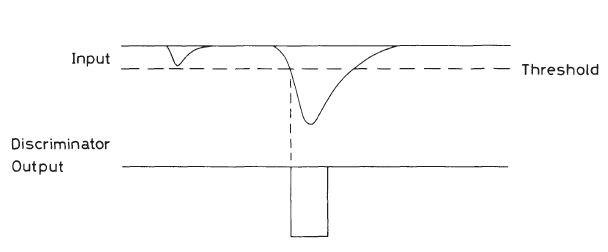 Input
Threshold
Discriminator
Output